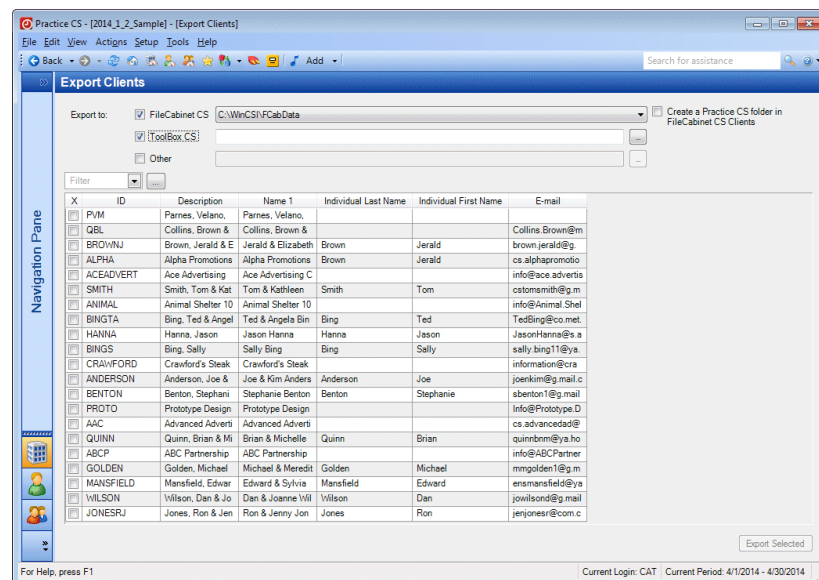 Practice CS - [2014_1_2_Sample] - [Export Clients]
File Edit View Actions Setup Tools Help
Back Add Search for assistance
Export Clients
Export to: FileCabinet CS C:\WinCSI\FCabData Create a Practice CS folder in
FileCabinet CS Clients
ToolBox CS ...
Other ...
Filter ...
Navigation Pane
X ID Description Name 1 Individual Last Name Individual First Name E-mail
PVM Parnes, Velano, Parnes, Velano,
QBL Collins, Brown & Collins, Brown & Collins.Brown@m
BROWNJ Brown, Jerald & E Jerald & Elizabeth Brown Jerald brown.jerald@g.
ALPHA Alpha Promotions Alpha Promotions Brown Jerald cs.alphapromotio
ACEADVERT Ace Advertising Ace Advertising C info@ace.advertis
SMITH Smith, Tom & Kat Tom & Kathleen Smith Tom cstomsmith@g.m
ANIMAL Animal Shelter 10 Animal Shelter 10 info@Animal.Shel
BINGTA Bing, Ted & Angel Ted & Angela Bin Bing Ted TedBing@co.met.
HANNA Hanna, Jason Jason Hanna Hanna Jason JasonHanna@s.a
BINGS Bing, Sally Sally Bing Bing Sally sally.bing11@ya.
CRAWFORD Crawford's Steak Crawford's Steak information@cra
ANDERSON Anderson, Joe & Joe & Kim Anders Anderson Joe joenkim@g.mail.c
BENTON Benton, Stephani Stephanie Benton Benton Stephanie sbenton1@g.mail
PROTO Prototype Design Prototype Design Info@Prototype.D
AAC Advanced Adverti Advanced Adverti cs.advancedad@
QUINN Quinn, Brian & Mi Brian & Michelle Quinn Brian quinnbnm@ya.ho
ABCP ABC Partnership ABC Partnership info@ABCPartner
GOLDEN Golden, Michael Michael & Meredit Golden Michael mmgolden1@g.m
MANSFIELD Mansfield, Edwar Edward & Sylvia Mansfield Edward ensmansfield@ya
WILSON Wilson, Dan & Jo Dan & Joanne Wil Wilson Dan jowilsond@g.mail
JONESRJ Jones, Ron & Jen Ron & Jenny Jon Jones Ron jenjonesr@com.c
Export Selected
For Help, press F1 Current Login: CAT Current Period: 4/1/2014 - 4/30/2014